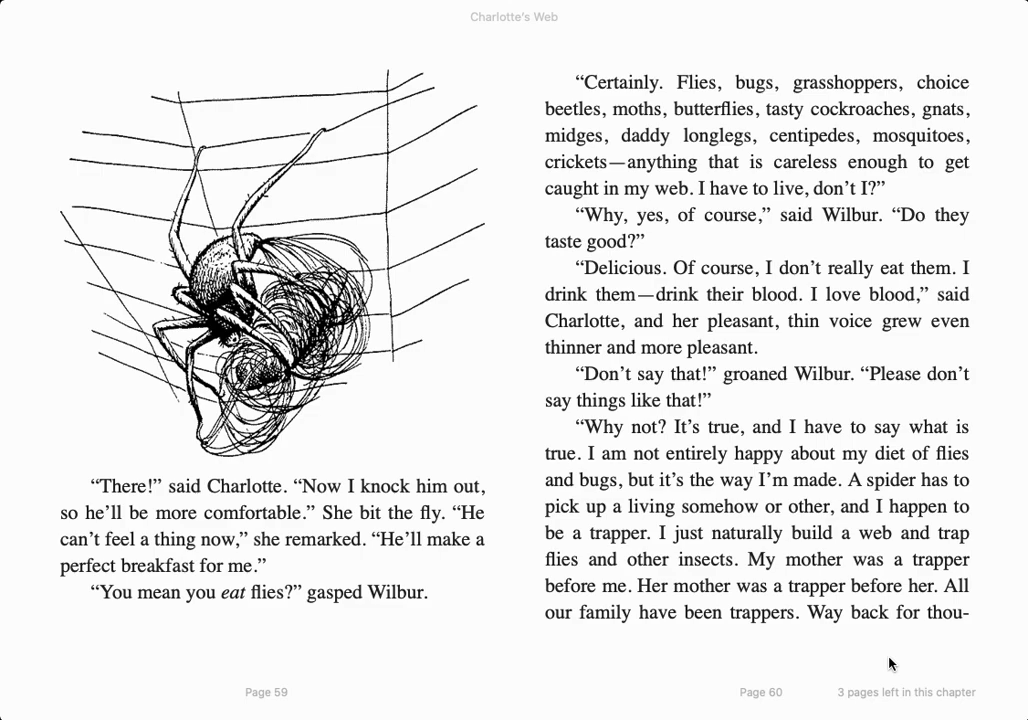 Charlotte's Web
“There!” said Charlotte. “Now I knock him out,
so he’ll be more comfortable.” She bit the fly. “He
can’t feel a thing now,” she remarked. “He’ll make a
perfect breakfast for me.”
“You mean you eat flies?” gasped Wilbur.
“Certainly. Flies, bugs, grasshoppers, choice
beetles, moths, butterflies, tasty cockroaches, gnats,
midges, daddy longlegs, centipedes, mosquitoes,
crickets—anything that is careless enough to get
caught in my web. I have to live, don’t I?”
“Why, yes, of course,” said Wilbur. “Do they
taste good?”
“Delicious. Of course, I don’t really eat them. I
drink them—drink their blood. I love blood,” said
Charlotte, and her pleasant, thin voice grew even
thinner and more pleasant.
“Don’t say that!” groaned Wilbur. “Please don’t
say things like that!”
“Why not? It’s true, and I have to say what is
true. I am not entirely happy about my diet of flies
and bugs, but it’s the way I’m made. A spider has to
pick up a living somehow or other, and I happen to
be a trapper. I just naturally build a web and trap
flies and other insects. My mother was a trapper
before me. Her mother was a trapper before her. All
our family have been trappers. Way back for thou-
Page 59
Page 60
3 pages left in this chapter